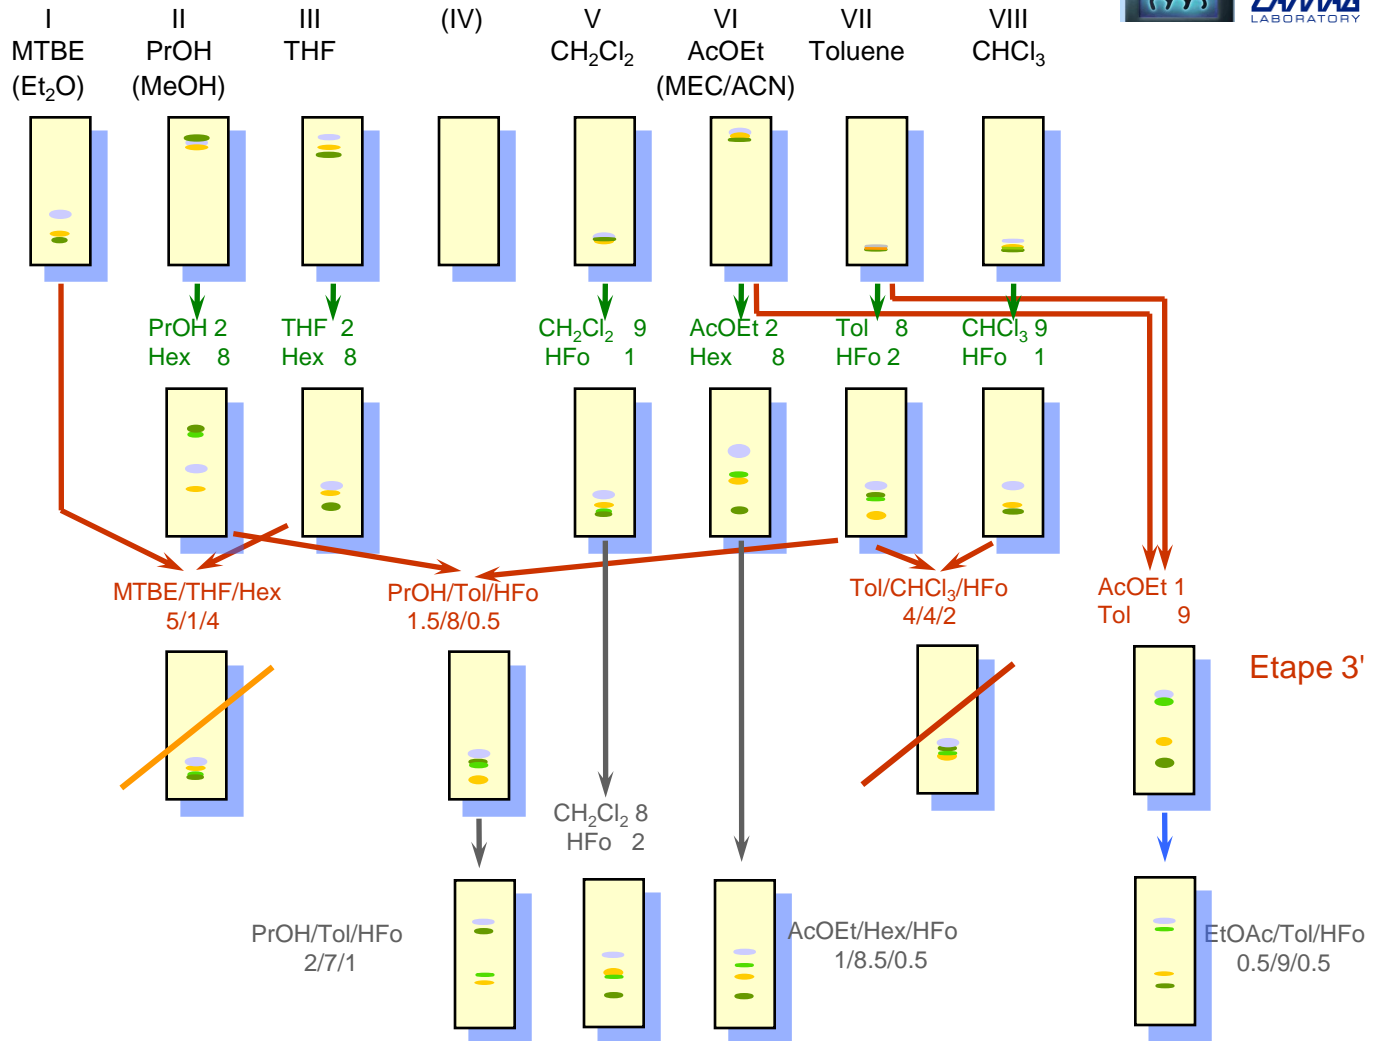 I II III (IV) V VI VII VIII
MTBE PrOH THF CH₂Cl₂ AcOEt Toluene CHCl₃
(Et₂O) (MeOH) (MEC/ACN)
CAMAG
LABORATORY
PrOH 2
Hex 8
THF 2
Hex 8
CH₂Cl₂ 9
HFo 1
AcOEt 2
Hex 8
Tol 8
HFo 2
CHCl₃ 9
HFo 1
MTBE/THF/Hex
5/1/4
PrOH/Tol/HFo
1.5/8/0.5
Tol/CHCl₃/HFo
4/4/2
AcOEt 1
Tol 9
Etape 3'
CH₂Cl₂ 8
HFo 2
PrOH/Tol/HFo
2/7/1
AcOEt/Hex/HFo
1/8.5/0.5
EtOAc/Tol/HFo
0.5/9/0.5